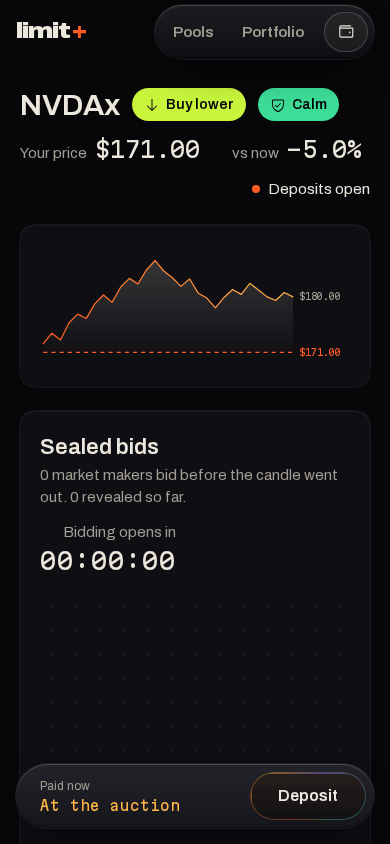 limit+
Pools Portfolio
NVDAx Buy lower Calm
Your price $171.00 vs now −5.0%
Deposits open
$180.00
$171.00
Sealed bids
0 market makers bid before the candle went
out. 0 revealed so far.
Bidding opens in
00:00:00
Paid now
At the auction
Deposit